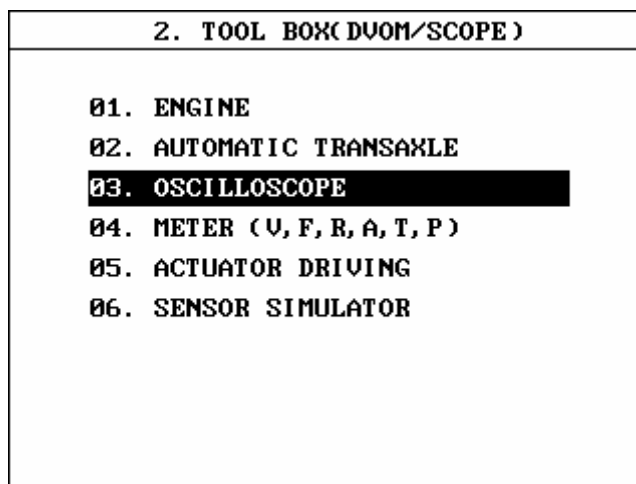 2. TOOL BOX(DVOM/SCOPE)
01. ENGINE
02. AUTOMATIC TRANSAXLE
03. OSCILLOSCOPE
04. METER (V,F,R,A,T,P)
05. ACTUATOR DRIVING
06. SENSOR SIMULATOR